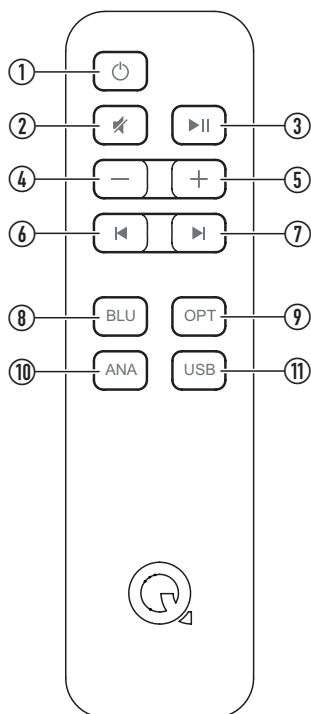 ①
② ③
④ ⑤
⑥ ⑦
⑧ BLU OPT ⑨
⑩ ANA USB ⑪